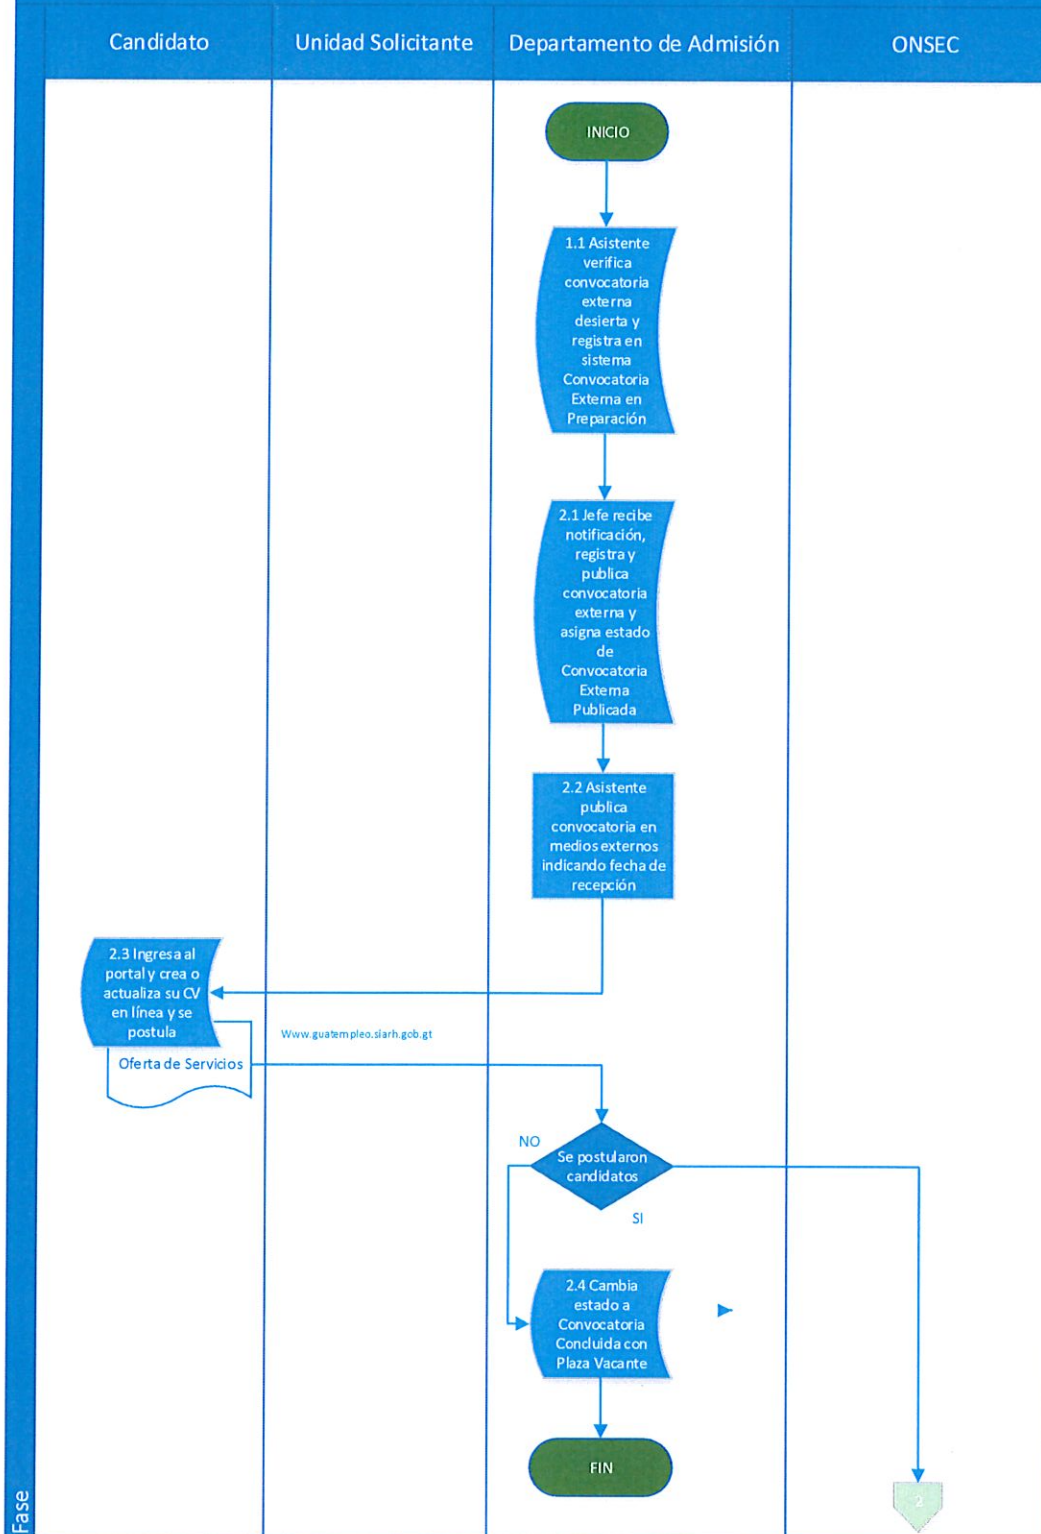 Candidato
Unidad Solicitante
Departamento de Admisión
ONSEC
INICIO
1.1 Asistente
verifica
convocatoria
externa
desierta y
registra en
sistema
Convocatoria
Externa en
Preparación
2.1 Jefe recibe
notificación,
registra y
publica
convocatoria
externa y
asigna estado
de
Convocatoria
Externa
Publicada
2.2 Asistente
publica
convocatoria en
medios externos
indicando fecha de
recepción
2.3 Ingresa al
portal y crea o
actualiza su CV
en línea y se
postula
Www.guatempleo.siarh.gob.gt
Oferta de Servicios
NO
Se postularon
candidatos
SI
2.4 Cambia
estado a
Convocatoria
Concluida con
Plaza Vacante
FIN
2
Fase